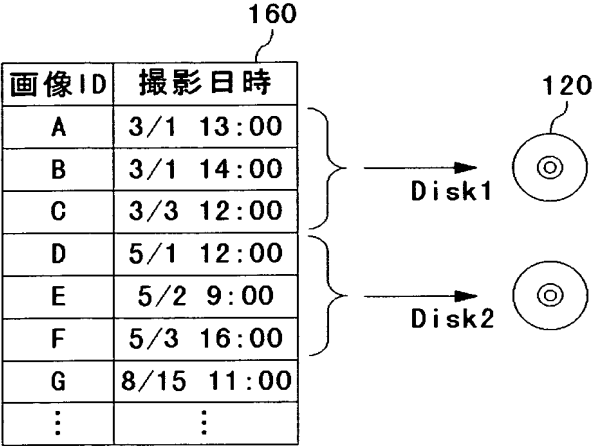 160
画像ID 撮影日時
A 3/1 13:00
B 3/1 14:00
C 3/3 12:00
D 5/1 12:00
E 5/2 9:00
F 5/3 16:00
G 8/15 11:00
⋮ ⋮
120
Disk1
Disk2